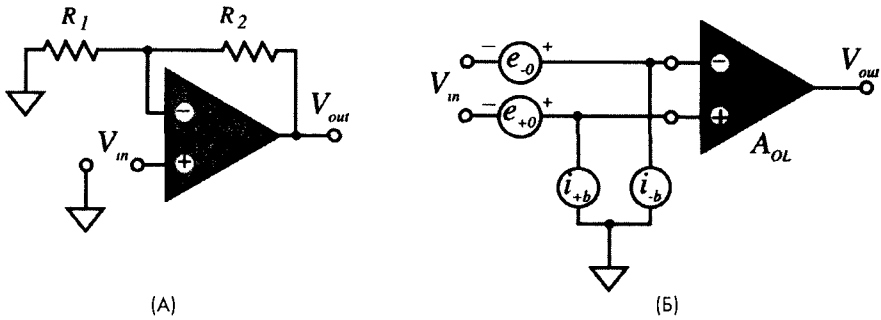 R1 R2
Vin
−
+
Vout
(А)
Vin
− e-0 +
− e+0 +
i+b
i-b
−
+
AOL
Vout
(Б)